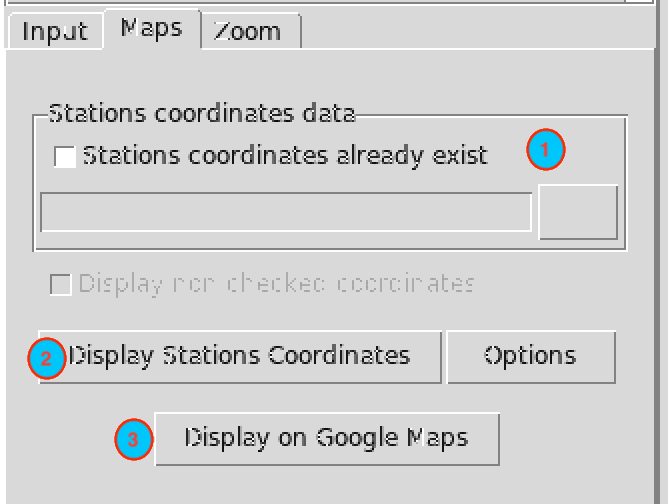 Input Maps Zoom
Stations coordinates data
Stations coordinates already exist 1
Display non checked coordinates
2 Display Stations Coordinates Options
3 Display on Google Maps